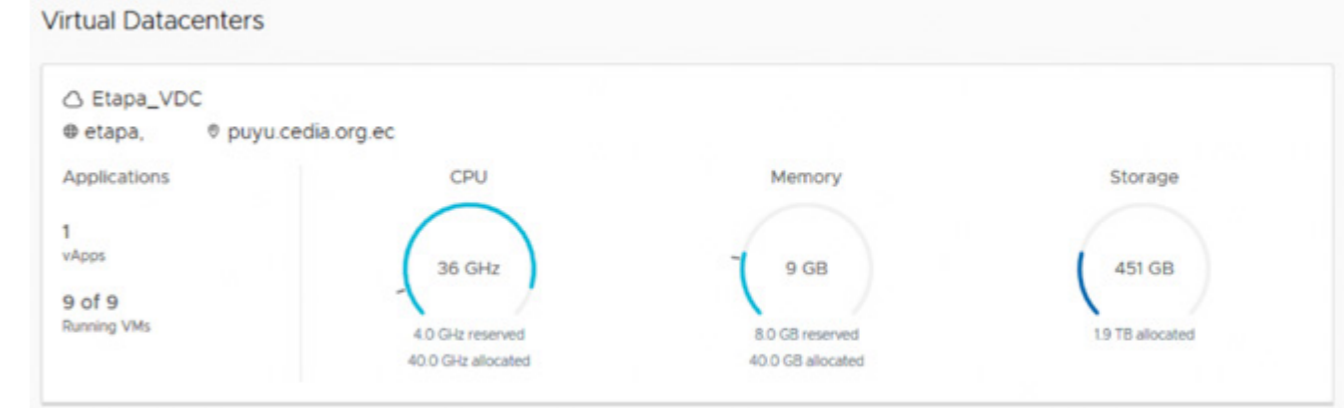 Virtual Datacenters
Etapa_VDC
etapa, puyu.cedia.org.ec
Applications
1
vApps
9 of 9
Running VMs
CPU
36 GHz
4.0 GHz reserved
40.0 GHz allocated
Memory
9 GB
8.0 GB reserved
40.0 GB allocated
Storage
451 GB
1.9 TB allocated